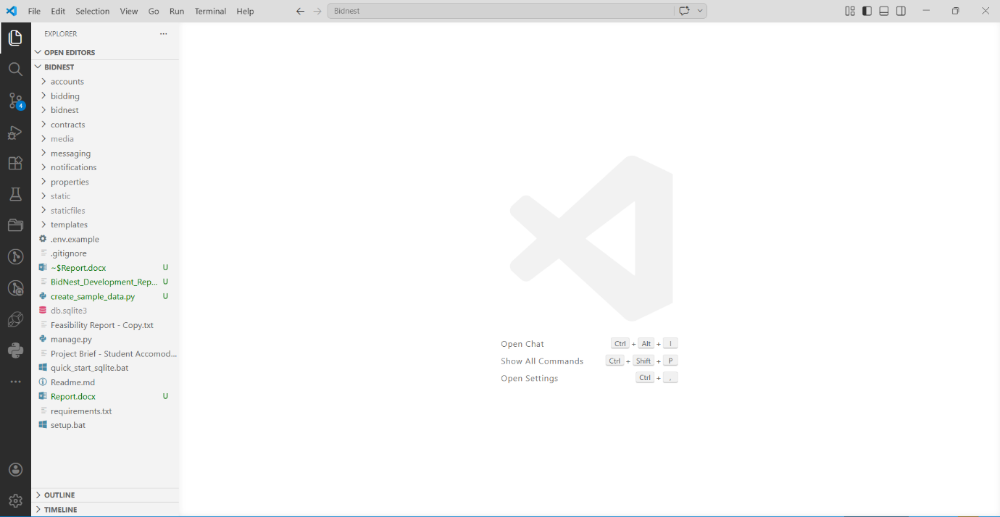 File Edit Selection View Go Run Terminal Help
Bidnest
EXPLORER
OPEN EDITORS
BIDNEST
accounts
bidding
bidnest
contracts
media
messaging
notifications
properties
static
staticfiles
templates
.env.example
.gitignore
~$Report.docx U
BidNest_Development_Rep... U
create_sample_data.py U
db.sqlite3
Feasibility Report - Copy.txt
manage.py
Project Brief - Student Accomod...
quick_start_sqlite.bat
Readme.md
Report.docx U
requirements.txt
setup.bat
OUTLINE
TIMELINE
4
Open Chat Ctrl + Alt + I
Show All Commands Ctrl + Shift + P
Open Settings Ctrl + ,